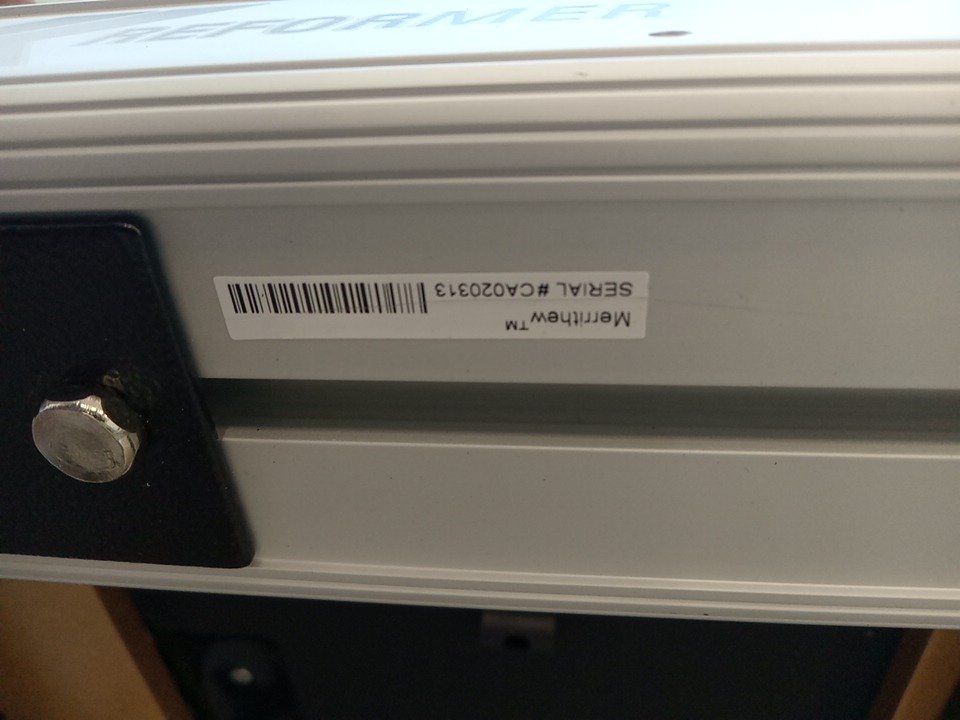 REFORMER
Merrithew™
SERIAL #CA020313